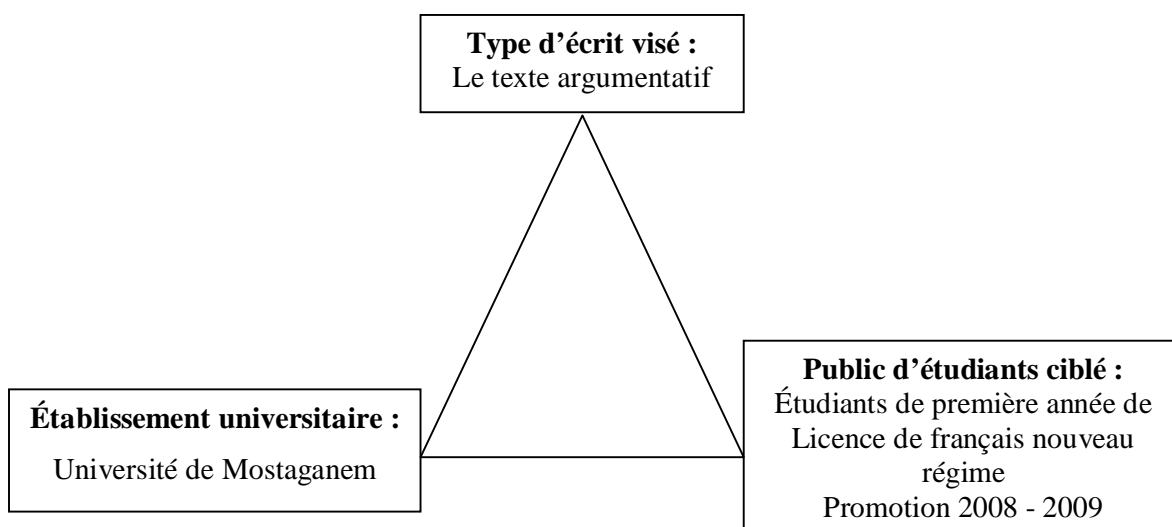 Type d’écrit visé :
Le texte argumentatif
Établissement universitaire :
Université de Mostaganem
Public d’étudiants ciblé :
Étudiants de première année de
Licence de français nouveau
régime
Promotion 2008 - 2009